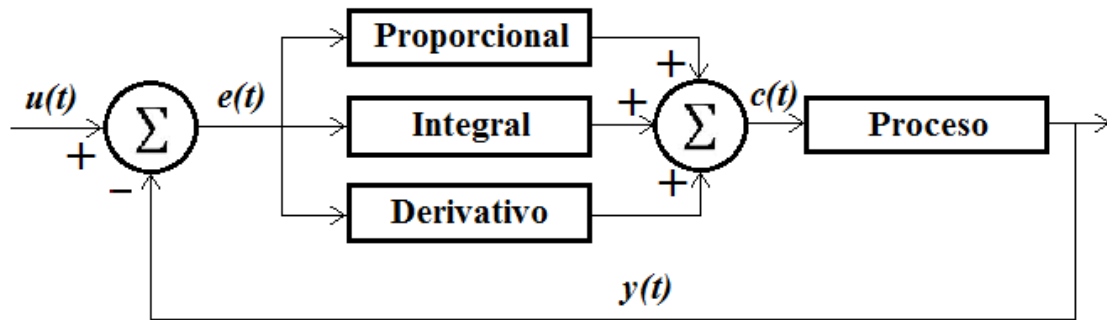 Proporcional
u(t)
e(t)
Integral
c(t)
Proceso
Derivativo
y(t)
Σ
Σ
+
−
+
+
+